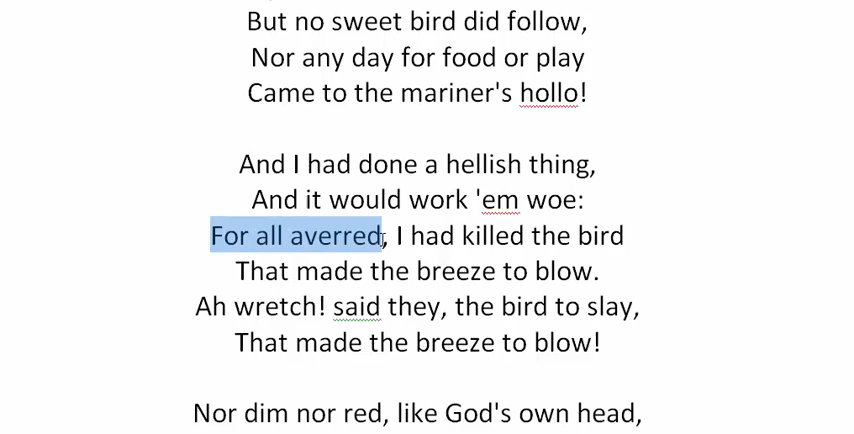 But no sweet bird did follow,
Nor any day for food or play
Came to the mariner's hollo!
And I had done a hellish thing,
And it would work 'em woe:
For all averred, I had killed the bird
That made the breeze to blow.
Ah wretch! said they, the bird to slay,
That made the breeze to blow!
Nor dim nor red, like God's own head,